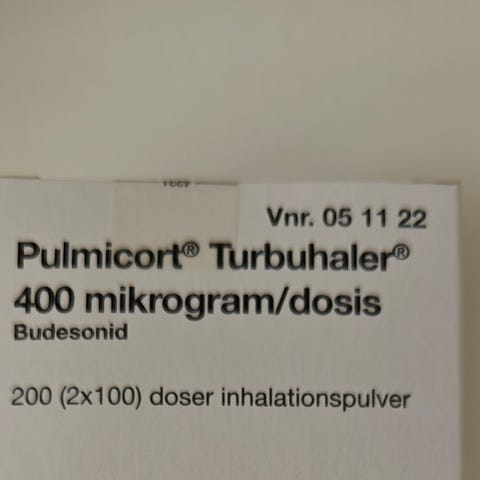 Vnr. 05 11 22
Pulmicort® Turbuhaler®
400 mikrogram/dosis
Budesonid
200 (2x100) doser inhalationspulver